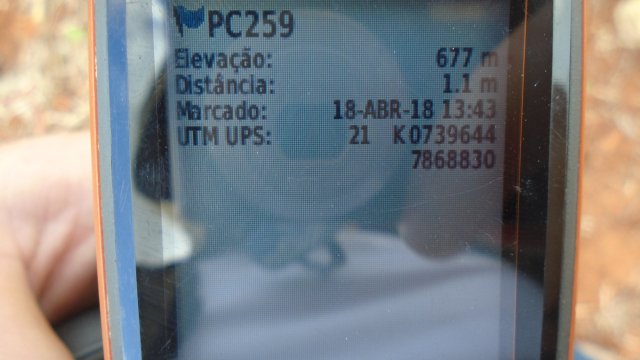 PC259
Elevação: 677 m
Distância: 1.1 m
Marcado: 18-ABR-18 13:43
UTM UPS: 21 K 0739644
7868830